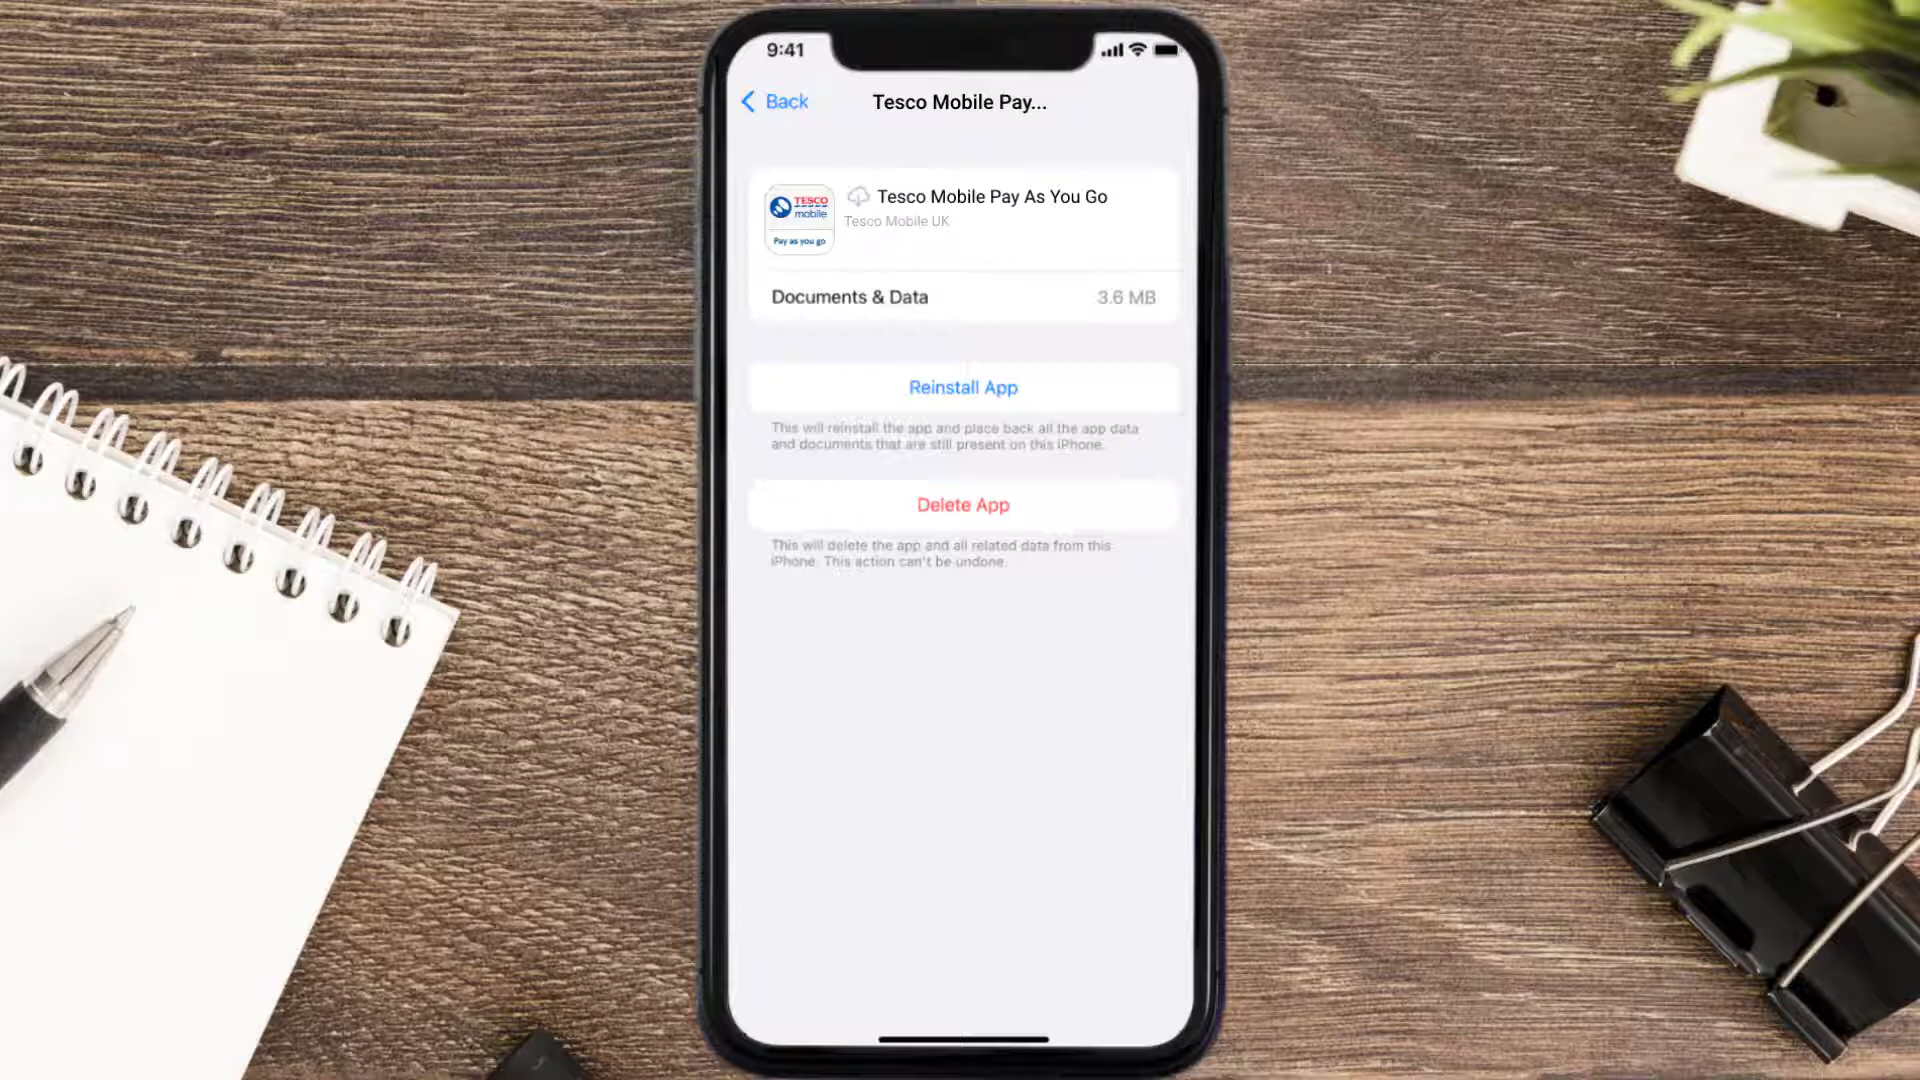 9:41
Back
Tesco Mobile Pay...
TESCO
mobile
Pay as you go
Tesco Mobile Pay As You Go
Tesco Mobile UK
Documents & Data
3.6 MB
Reinstall App
This will reinstall the app and place back all the app data
and documents that are still present on this iPhone.
Delete App
This will delete the app and all related data from this
iPhone. This action can't be undone.